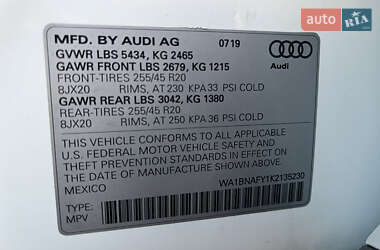 auto RIA.com
MFD. BY AUDI AG 07/19
GVWR LBS 5434, KG 2465
GAWR FRONT LBS 2679, KG 1215
FRONT-TIRES 255/45 R20
8JX20 RIMS, AT 230 KPA 33 PSI COLD
GAWR REAR LBS 3042, KG 1380
REAR-TIRES 255/45 R20
8JX20 RIMS, AT 250 KPA 36 PSI COLD
Audi
THIS VEHICLE CONFORMS TO ALL APPLICABLE
U.S. FEDERAL MOTOR VEHICLE SAFETY AND THEFT
PREVENTION STANDARDS IN EFFECT ON
THE DATE OF MANUFACTURE SHOWN ABOVE.
MEXICO
WA1BNAFY1K2135230
TYPE:
MPV